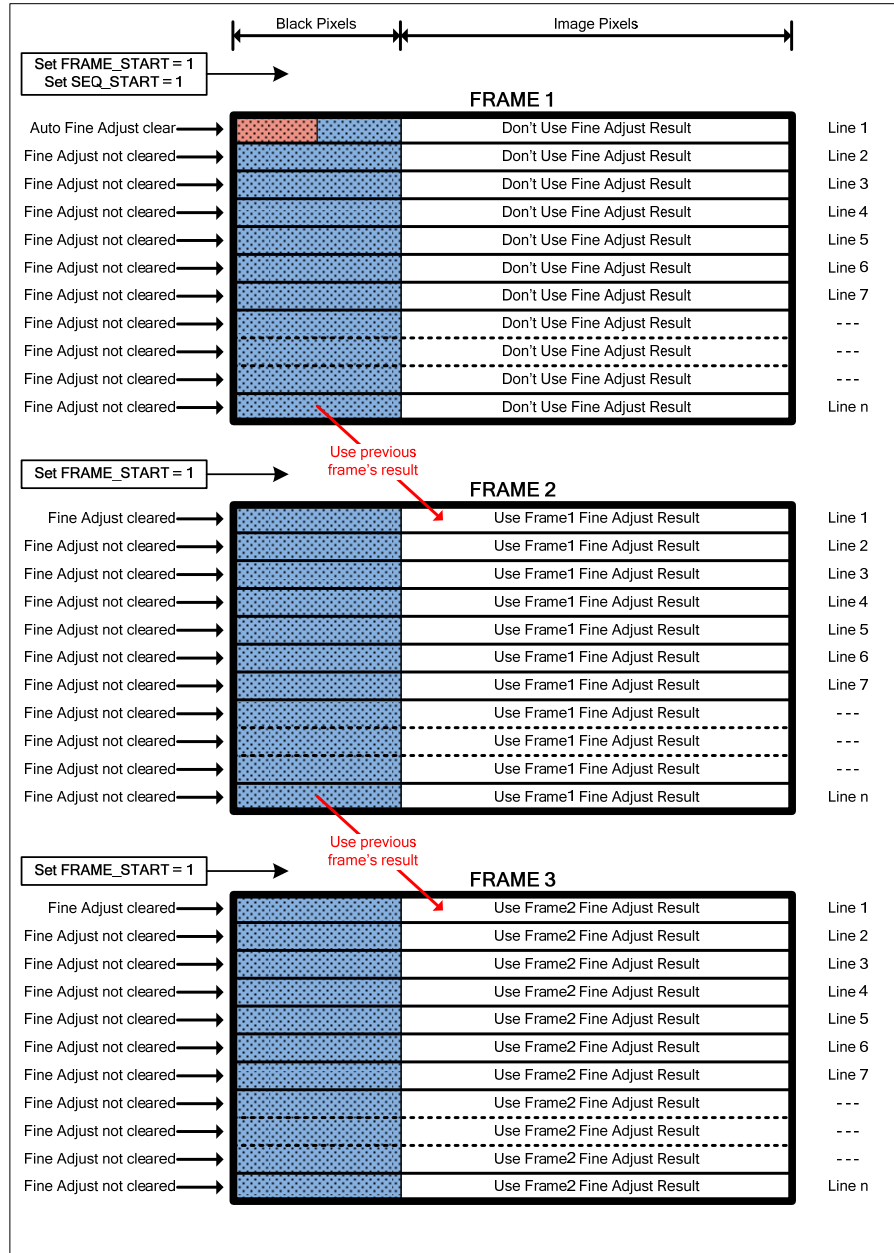 Black Pixels Image Pixels
Set FRAME_START = 1
Set SEQ_START = 1
FRAME 1
Auto Fine Adjust clear Don't Use Fine Adjust Result Line 1
Fine Adjust not cleared Don't Use Fine Adjust Result Line 2
Fine Adjust not cleared Don't Use Fine Adjust Result Line 3
Fine Adjust not cleared Don't Use Fine Adjust Result Line 4
Fine Adjust not cleared Don't Use Fine Adjust Result Line 5
Fine Adjust not cleared Don't Use Fine Adjust Result Line 6
Fine Adjust not cleared Don't Use Fine Adjust Result Line 7
Fine Adjust not cleared Don't Use Fine Adjust Result ---
Fine Adjust not cleared Don't Use Fine Adjust Result ---
Fine Adjust not cleared Don't Use Fine Adjust Result ---
Fine Adjust not cleared Don't Use Fine Adjust Result Line n
Use previous
frame's result
Set FRAME_START = 1
FRAME 2
Fine Adjust cleared Use Frame1 Fine Adjust Result Line 1
Fine Adjust not cleared Use Frame1 Fine Adjust Result Line 2
Fine Adjust not cleared Use Frame1 Fine Adjust Result Line 3
Fine Adjust not cleared Use Frame1 Fine Adjust Result Line 4
Fine Adjust not cleared Use Frame1 Fine Adjust Result Line 5
Fine Adjust not cleared Use Frame1 Fine Adjust Result Line 6
Fine Adjust not cleared Use Frame1 Fine Adjust Result Line 7
Fine Adjust not cleared Use Frame1 Fine Adjust Result ---
Fine Adjust not cleared Use Frame1 Fine Adjust Result ---
Fine Adjust not cleared Use Frame1 Fine Adjust Result ---
Fine Adjust not cleared Use Frame1 Fine Adjust Result Line n
Use previous
frame's result
Set FRAME_START = 1
FRAME 3
Fine Adjust cleared Use Frame2 Fine Adjust Result Line 1
Fine Adjust not cleared Use Frame2 Fine Adjust Result Line 2
Fine Adjust not cleared Use Frame2 Fine Adjust Result Line 3
Fine Adjust not cleared Use Frame2 Fine Adjust Result Line 4
Fine Adjust not cleared Use Frame2 Fine Adjust Result Line 5
Fine Adjust not cleared Use Frame2 Fine Adjust Result Line 6
Fine Adjust not cleared Use Frame2 Fine Adjust Result Line 7
Fine Adjust not cleared Use Frame2 Fine Adjust Result ---
Fine Adjust not cleared Use Frame2 Fine Adjust Result ---
Fine Adjust not cleared Use Frame2 Fine Adjust Result ---
Fine Adjust not cleared Use Frame2 Fine Adjust Result Line n